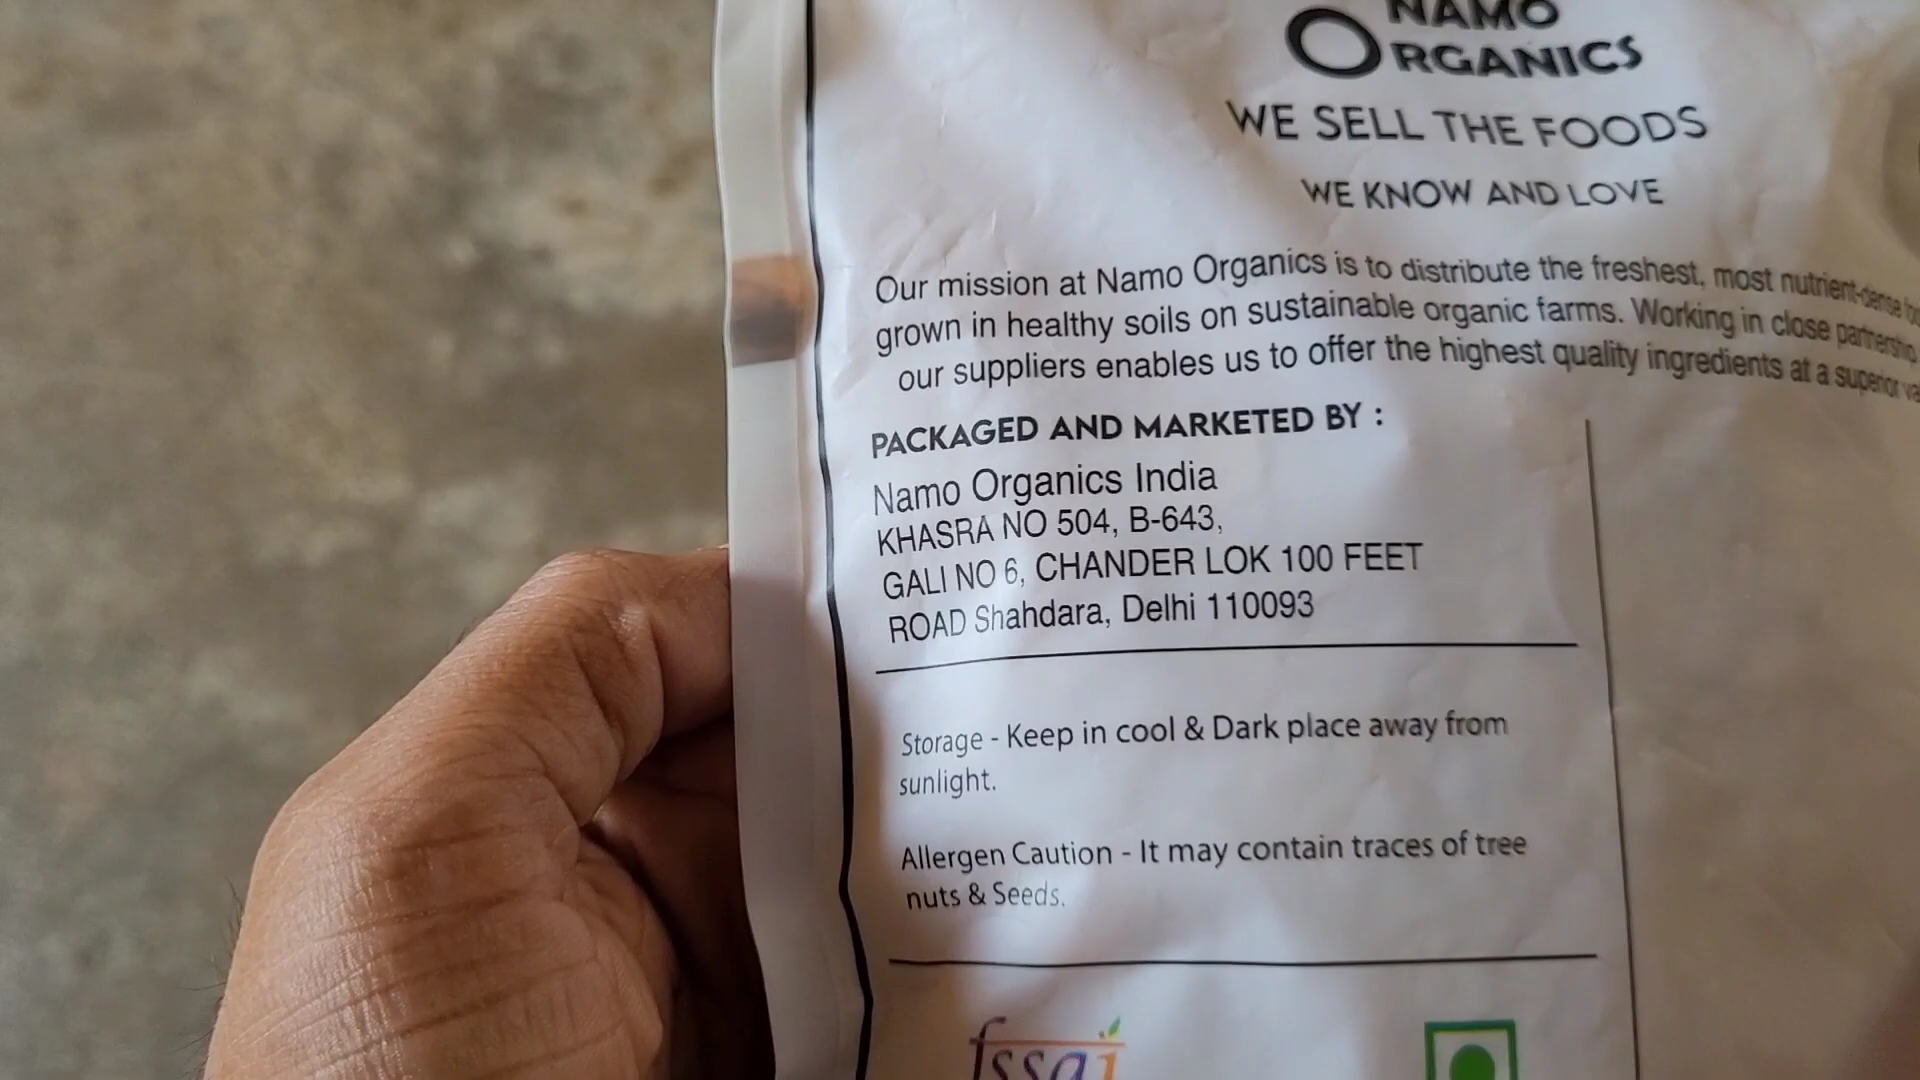 NAMO
ORGANICS
WE SELL THE FOODS
WE KNOW AND LOVE
Our mission at Namo Organics is to distribute the freshest, most nutrient-dense
grown in healthy soils on sustainable organic farms. Working in close partnership
our suppliers enables us to offer the highest quality ingredients at a superior
PACKAGED AND MARKETED BY :
Namo Organics India
KHASRA NO 504, B-643,
GALI NO 6, CHANDER LOK 100 FEET
ROAD Shahdara, Delhi 110093
Storage - Keep in cool & Dark place away from
sunlight.
Allergen Caution - It may contain traces of tree
nuts & Seeds.
fssai